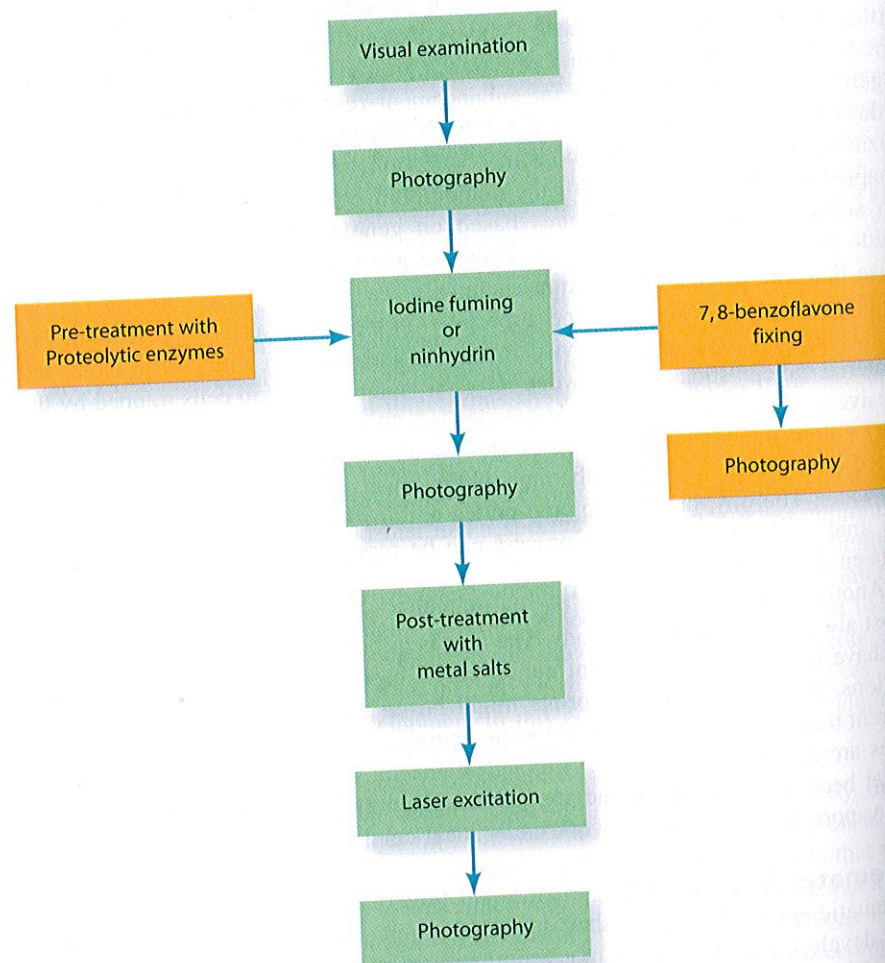 Visual examination
Photography
Iodine fuming
or
ninhydrin
Pre-treatment with
Proteolytic enzymes
7,8-benzoflavone
fixing
Photography
Photography
Post-treatment
with
metal salts
Laser excitation
Photography